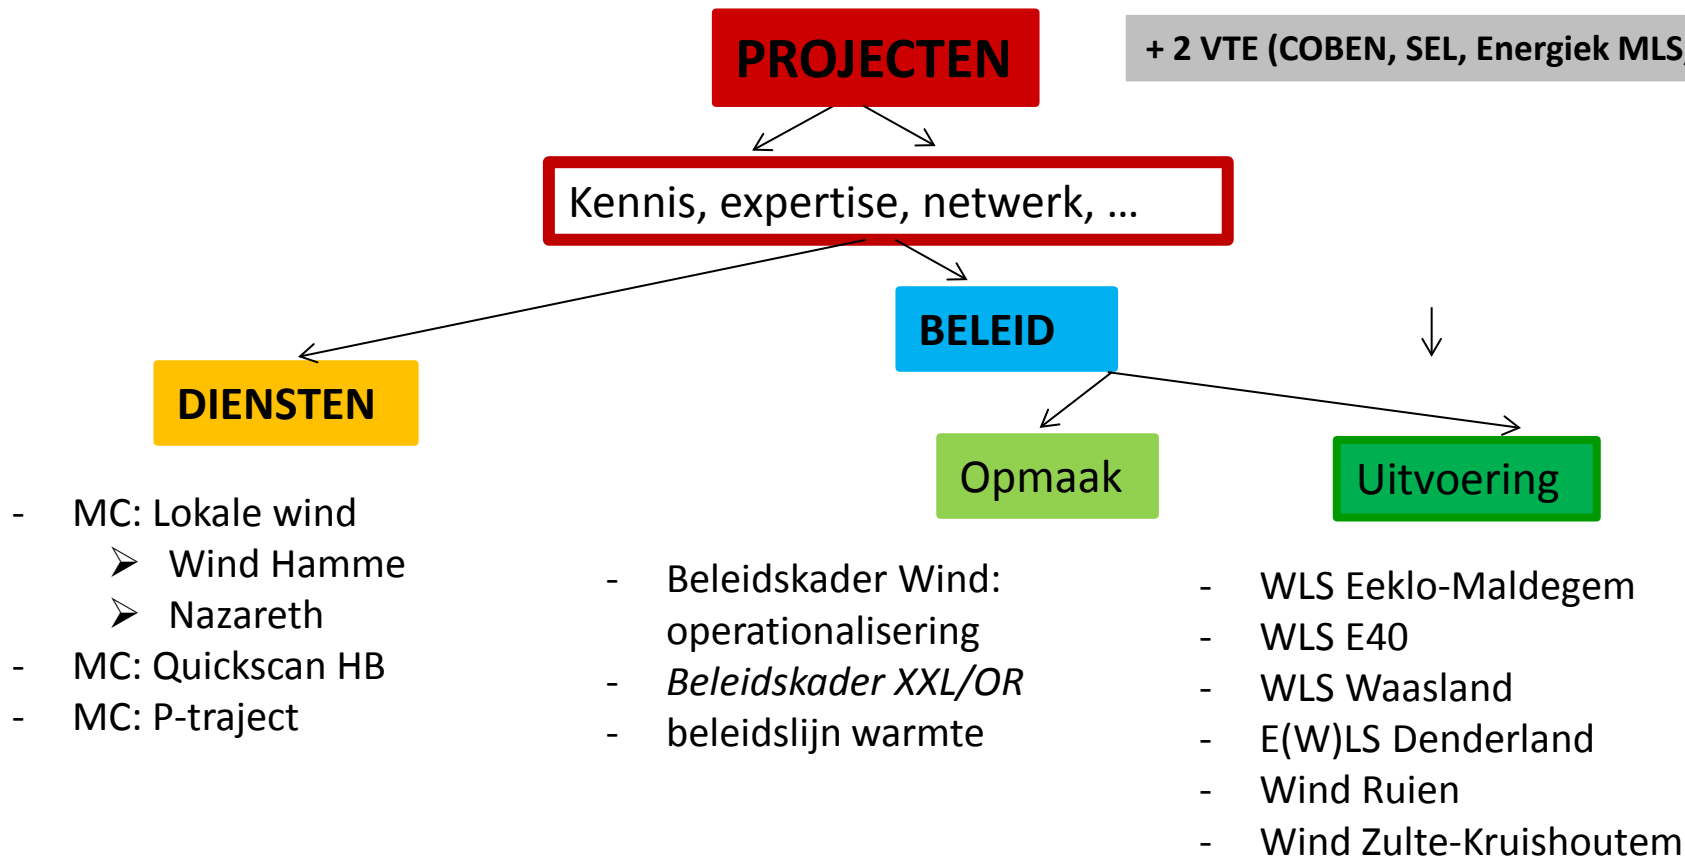 PROJECTEN
+ 2 VTE (COBEN, SEL, Energiek MLS,
Kennis, expertise, netwerk, …
BELEID
DIENSTEN
Opmaak
Uitvoering
- MC: Lokale wind
➢ Wind Hamme
➢ Nazareth
- MC: Quickscan HB
- MC: P-traject
- Beleidskader Wind:
operationalisering
- Beleidskader XXL/OR
- beleidslijn warmte
- WLS Eeklo-Maldegem
- WLS E40
- WLS Waasland
- E(W)LS Denderland
- Wind Ruien
- Wind Zulte-Kruishoutem